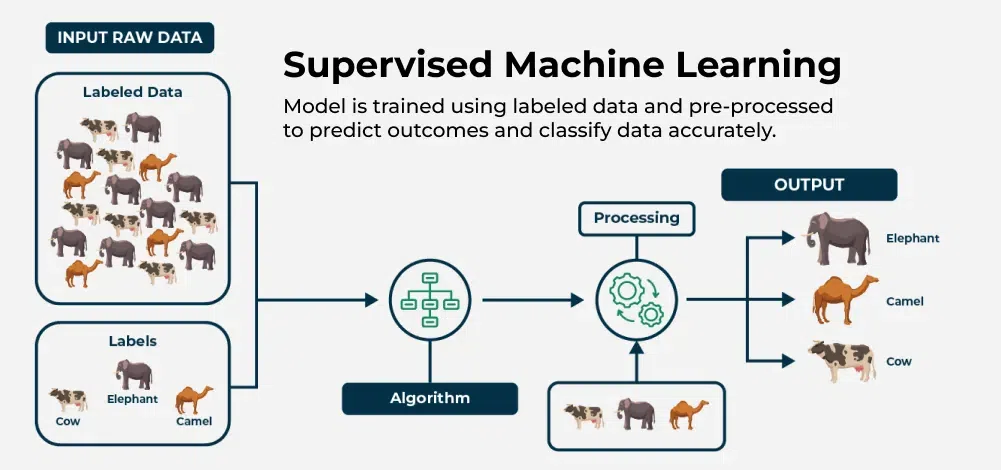 INPUT RAW DATA
Supervised Machine Learning
Model is trained using labeled data and pre-processed
to predict outcomes and classify data accurately.
Labeled Data
Labels
Elephant
Cow
Camel
Algorithm
Processing
OUTPUT
Elephant
Camel
Cow